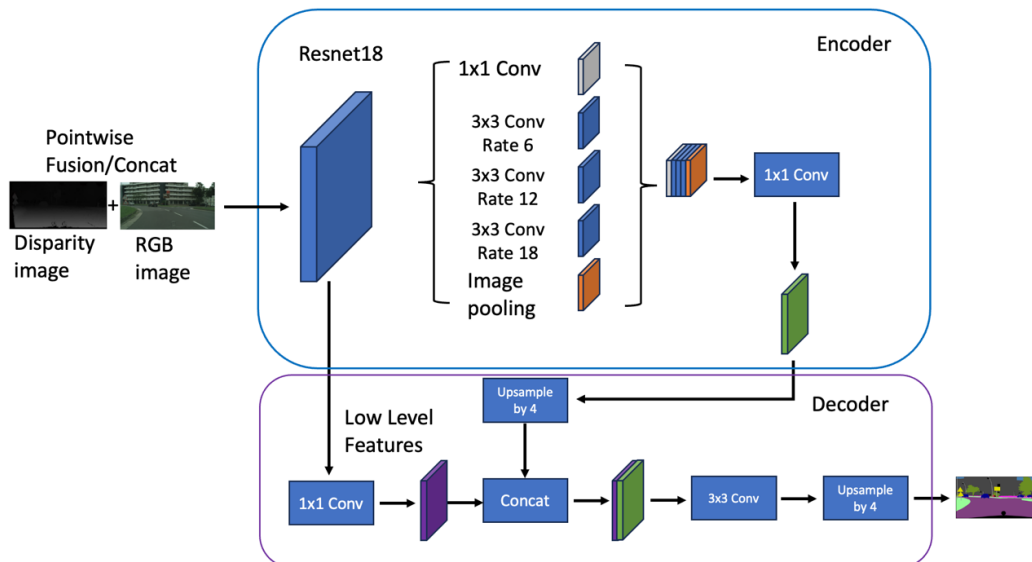 Resnet18
Encoder
1x1 Conv
3x3 Conv
Rate 6
3x3 Conv
Rate 12
3x3 Conv
Rate 18
Image
pooling
1x1 Conv
Pointwise
Fusion/Concat
+
Disparity
image
RGB
image
Decoder
Upsample
by 4
Low Level
Features
1x1 Conv
Concat
3x3 Conv
Upsample
by 4